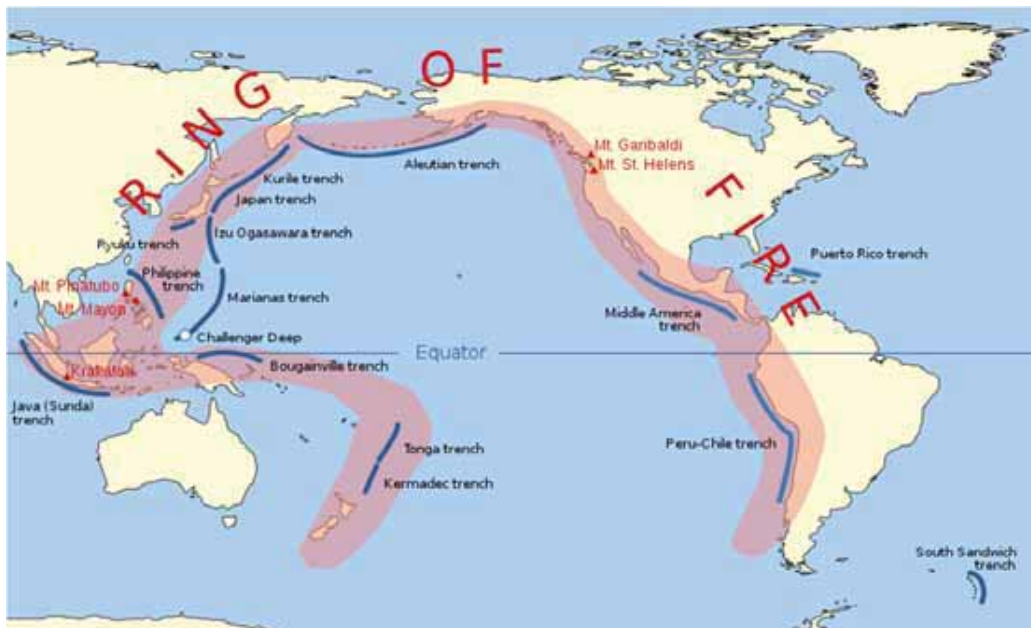 RING OF FIRE
Mt. Garibaldi
Mt. St. Helens
Aleutian trench
Kurile trench
Japan trench
Izu Ogasawara trench
Ryuku trench
Philippine
trench
Mt. Pinatubo
Mt. Mayon
Marianas trench
Challenger Deep
Puerto Rico trench
Middle America
trench
Equator
Bougainville trench
Krakatoa
Java (Sunda)
trench
Tonga trench
Kermadec trench
Peru-Chile trench
South Sandwich
trench